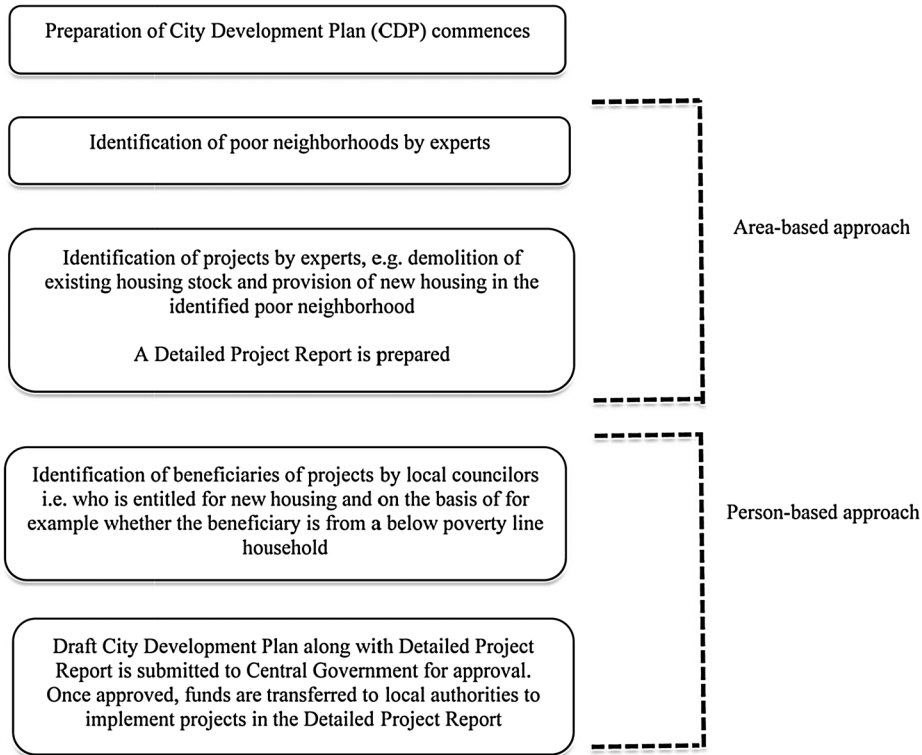 Preparation of City Development Plan (CDP) commences
Identification of poor neighborhoods by experts
Area-based approach
Identification of projects by experts, e.g. demolition of
existing housing stock and provision of new housing in the
identified poor neighborhood
A Detailed Project Report is prepared
Identification of beneficiaries of projects by local councilors
i.e. who is entitled for new housing and on the basis of for
example whether the beneficiary is from a below poverty line
household
Person-based approach
Draft City Development Plan along with Detailed Project
Report is submitted to Central Government for approval.
Once approved, funds are transferred to local authorities to
implement projects in the Detailed Project Report